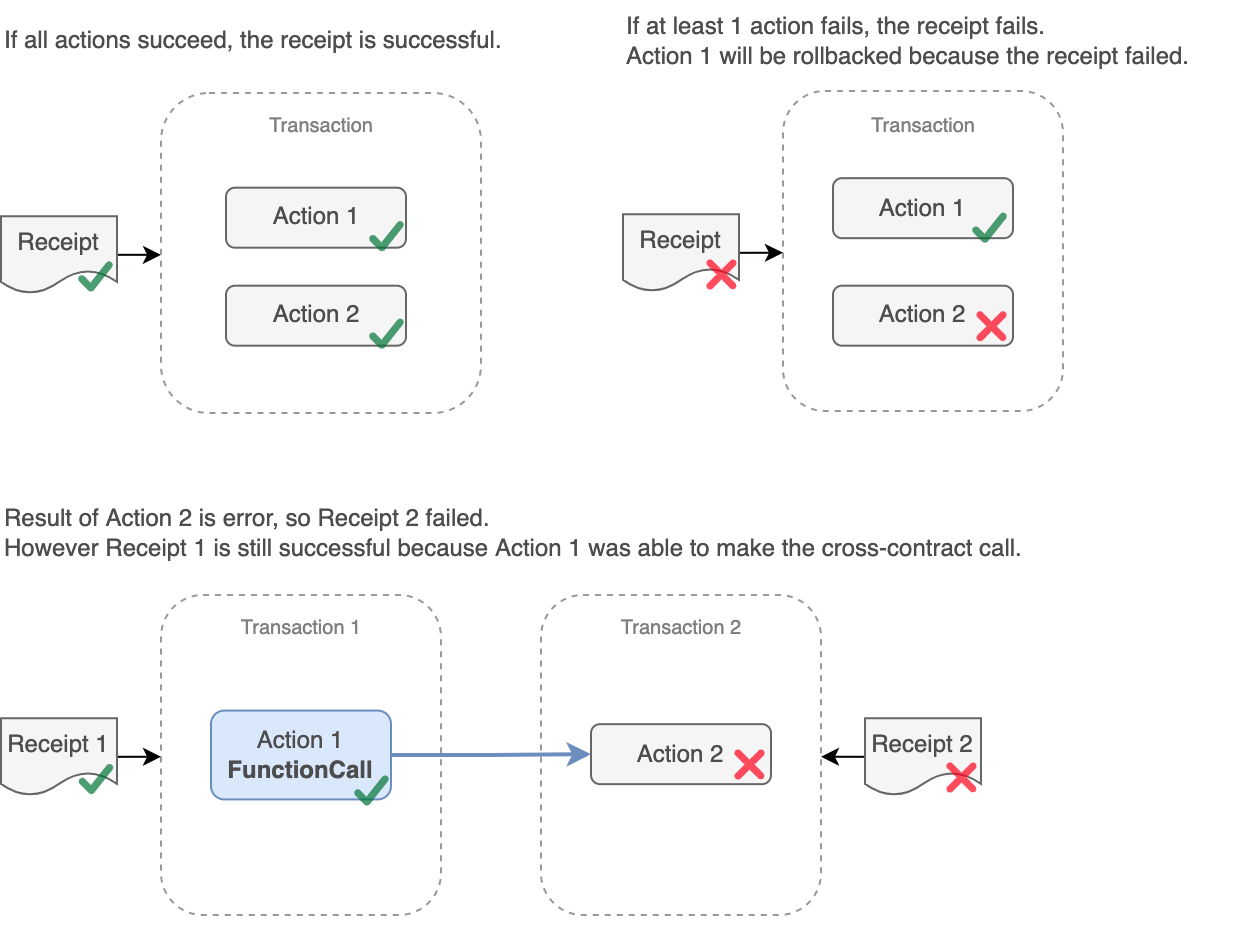 If all actions succeed, the receipt is successful.
Transaction
Receipt
Action 1
Action 2
If at least 1 action fails, the receipt fails.
Action 1 will be rollbacked because the receipt failed.
Transaction
Receipt
Action 1
Action 2
Result of Action 2 is error, so Receipt 2 failed.
However Receipt 1 is still successful because Action 1 was able to make the cross-contract call.
Transaction 1
Receipt 1
Action 1
FunctionCall
Transaction 2
Action 2
Receipt 2